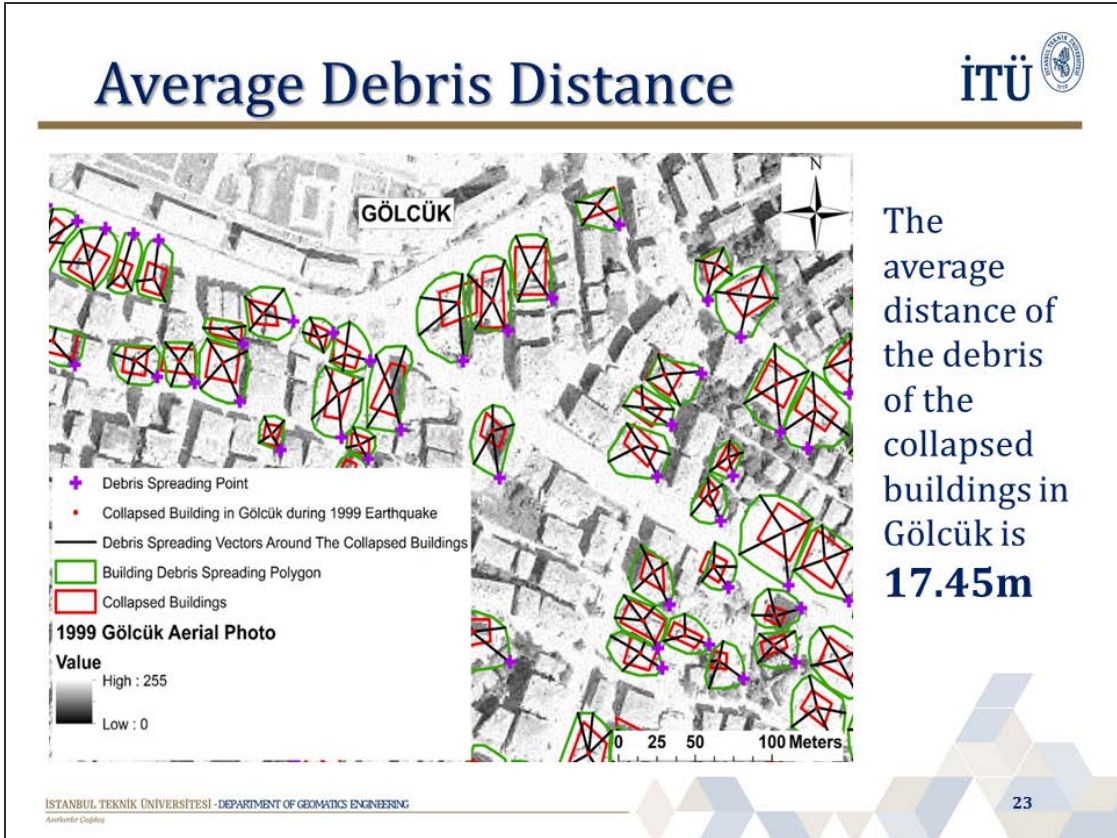 Average Debris Distance
İTÜ
GÖLCÜK
N
The
average
distance of
the debris
of the
collapsed
buildings in
Gölcük is
17.45m
Debris Spreading Point
Collapsed Building in Gölcük during 1999 Earthquake
Debris Spreading Vectors Around The Collapsed Buildings
Building Debris Spreading Polygon
Collapsed Buildings
1999 Gölcük Aerial Photo
Value
High : 255
Low : 0
0 25 50 100 Meters
İSTANBUL TEKNİK ÜNİVERSİTESİ - DEPARTMENT OF GEOMATICS ENGINEERING
Asırlardır Çağdaş
23